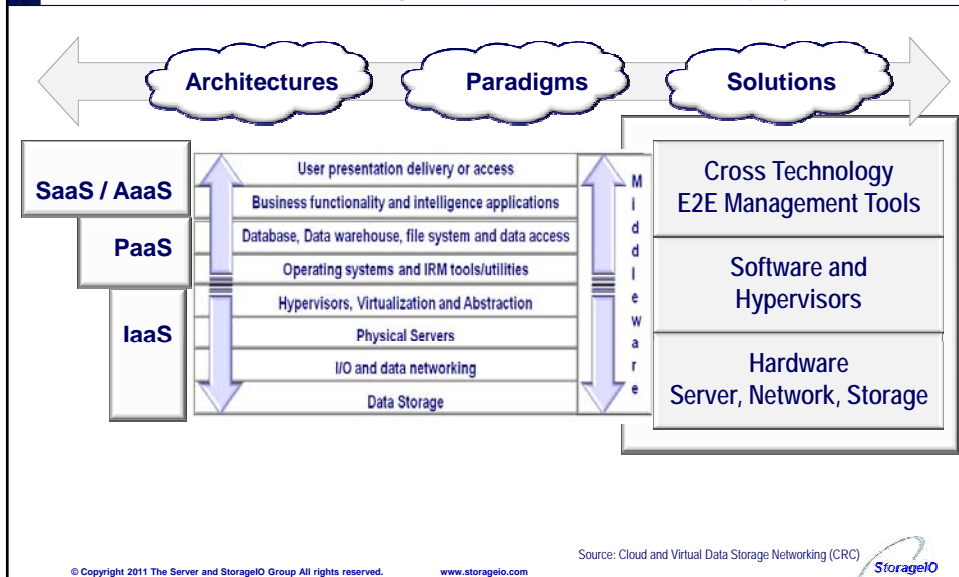 Architectures
Paradigms
Solutions
SaaS / AaaS
PaaS
IaaS
User presentation delivery or access
Business functionality and intelligence applications
Database, Data warehouse, file system and data access
Operating systems and IRM tools/utilities
Hypervisors, Virtualization and Abstraction
Physical Servers
I/O and data networking
Data Storage
Middleware
Cross Technology
E2E Management Tools
Software and
Hypervisors
Hardware
Server, Network, Storage
Source: Cloud and Virtual Data Storage Networking (CRC)
© Copyright 2011 The Server and StorageIO Group All rights reserved.
www.storageio.com
StorageIO